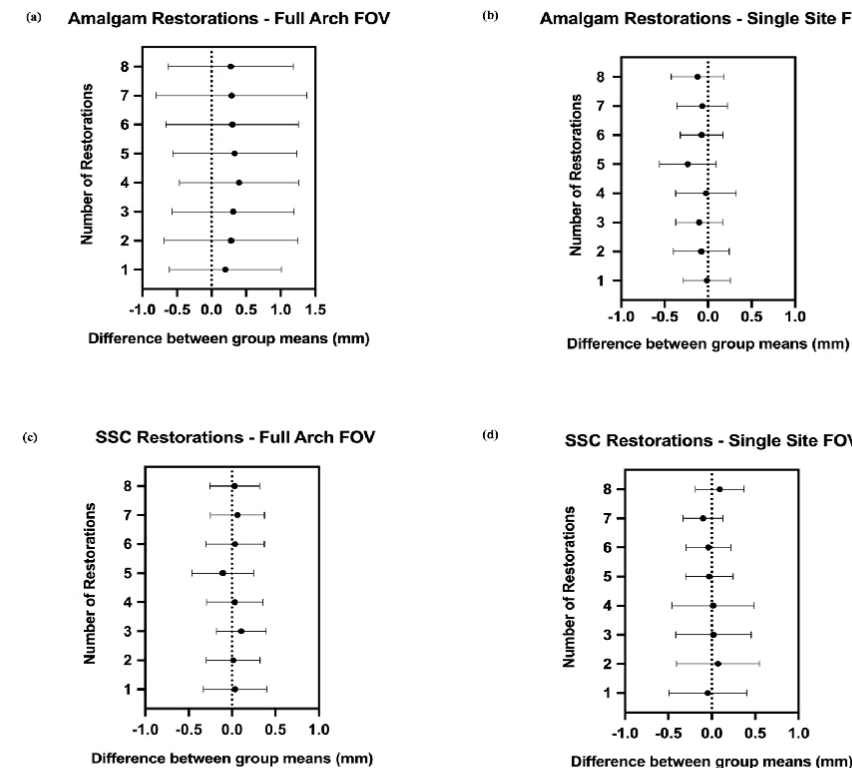 (a) Amalgam Restorations - Full Arch FOV
8
7
6
5
4
3
2
1
Number of Restorations
-1.0 -0.5 0.0 0.5 1.0 1.5
Difference between group means (mm)
(b) Amalgam Restorations - Single Site F
8
7
6
5
4
3
2
1
Number of Restorations
-1.0 -0.5 0.0 0.5 1.0
Difference between group means (mm)
(c) SSC Restorations - Full Arch FOV
8
7
6
5
4
3
2
1
Number of Restorations
-1.0 -0.5 0.0 0.5 1.0
Difference between group means (mm)
(d) SSC Restorations - Single Site FOV
8
7
6
5
4
3
2
1
Number of Restorations
-1.0 -0.5 0.0 0.5 1.0
Difference between group means (mm)